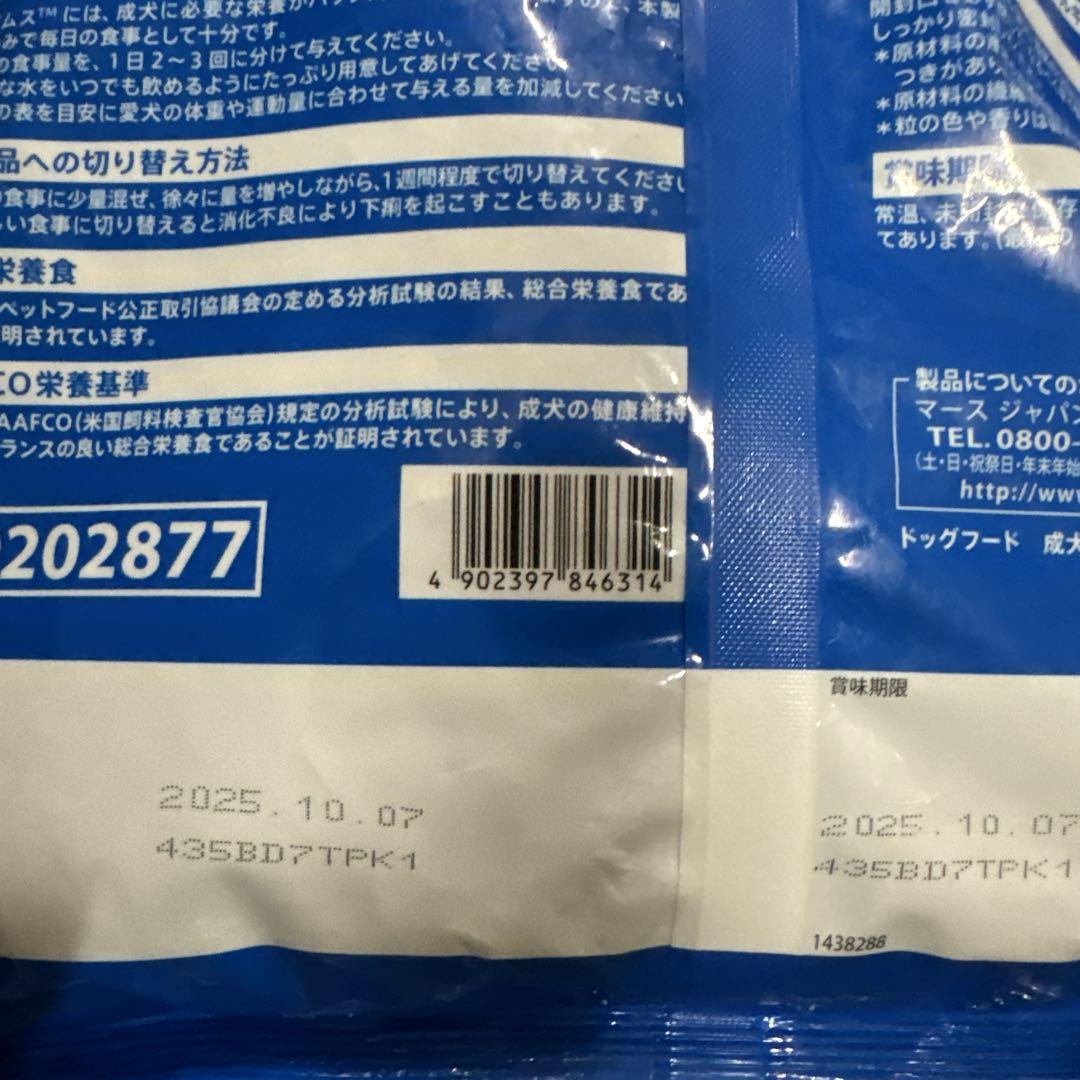 ムス™には、成犬に必要な栄養が
みで毎日の食事として十分です。
の食事量を、1日2～3回に分けて与えてください。
な水をいつでも飲めるようにたっぷり用意してあげてください
の表を目安に愛犬の体重や運動量に合わせて与える量を加減してください
品への切り替え方法
の食事に少量混ぜ、徐々に量を増やしながら、1週間程度で切り替えてくださ
しい食事に切り替えると消化不良により下痢を起こすこともあります。
栄養食
ペットフード公正取引協議会の定める分析試験の結果、総合栄養食であ
明されています。
CO栄養基準
AAFCO(米国飼料検査官協会)規定の分析試験により、成犬の健康維持
ランスの良い総合栄養食であることが証明されています。
202877
4 902397 846314
2025.10.07
435BD7TPK1
開封口
しっかり密封
*原材料の
つきがあり
*原材料の繊維
*粒の色や香りは
賞味期限
常温、未開封 保存
てあります。
製品についての
マース ジャパン
TEL.0800-
(土・日・祝祭日・年末年始
http://www
ドッグフード 成犬
賞味期限
2025.10.07
435BD7TPK1
1438288